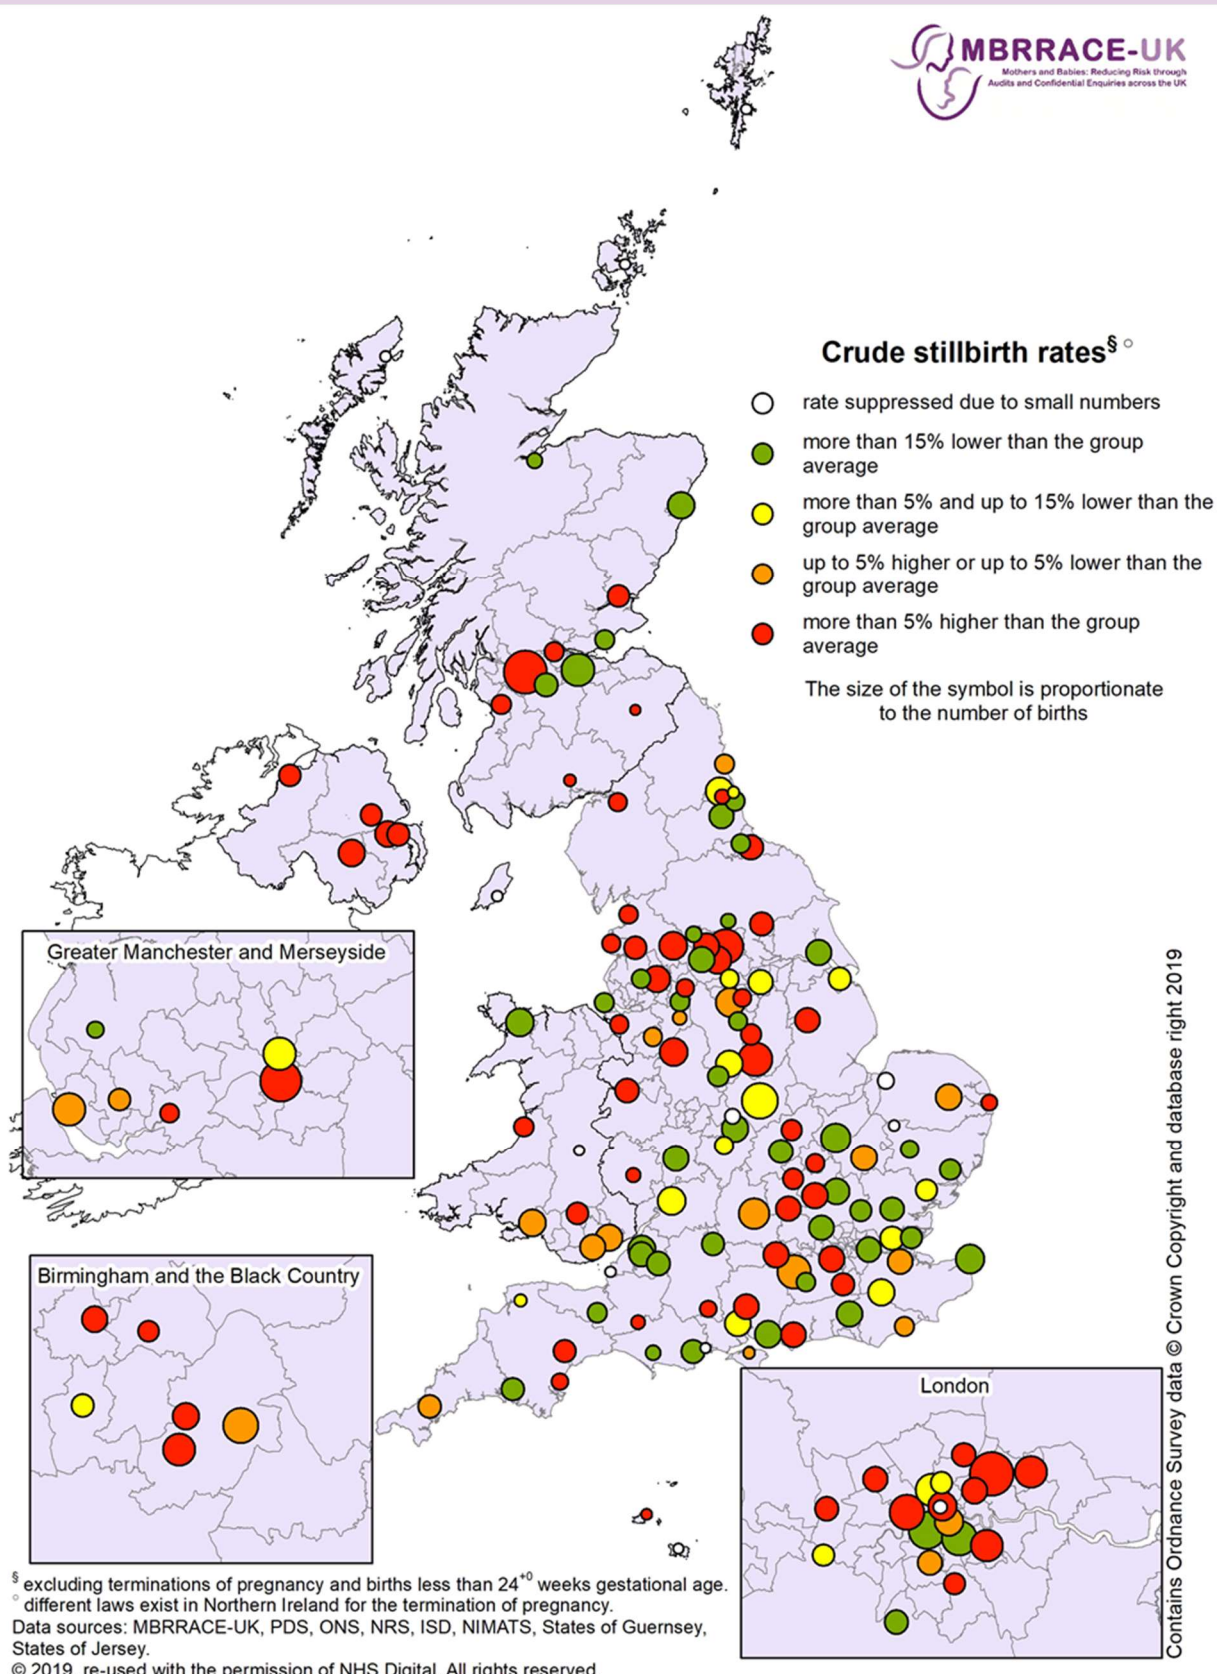 MBRRACE-UK
Mothers and Babies: Reducing Risk through
Audits and Confidential Enquiries across the UK
Crude stillbirth rates§ °
rate suppressed due to small numbers
more than 15% lower than the group
average
more than 5% and up to 15% lower than the
group average
up to 5% higher or up to 5% lower than the
group average
more than 5% higher than the group
average
The size of the symbol is proportionate
to the number of births
Greater Manchester and Merseyside
Birmingham and the Black Country
London
Contains Ordnance Survey data © Crown Copyright and database right 2019
§ excluding terminations of pregnancy and births less than 24+0 weeks gestational age.
° different laws exist in Northern Ireland for the termination of pregnancy.
Data sources: MBRRACE-UK, PDS, ONS, NRS, ISD, NIMATS, States of Guernsey,
States of Jersey.
© 2019, re-used with the permission of NHS Digital. All rights reserved